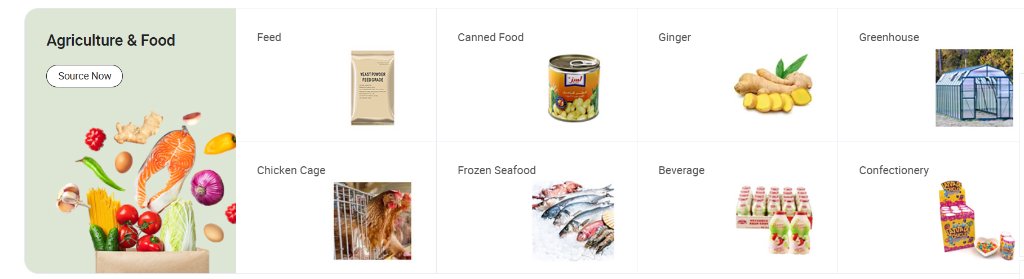 Agriculture & Food
Source Now
Feed
YEAST POWDER
FEED GRADE
Canned Food
Ginger
Greenhouse
Chicken Cage
Frozen Seafood
Beverage
Confectionery